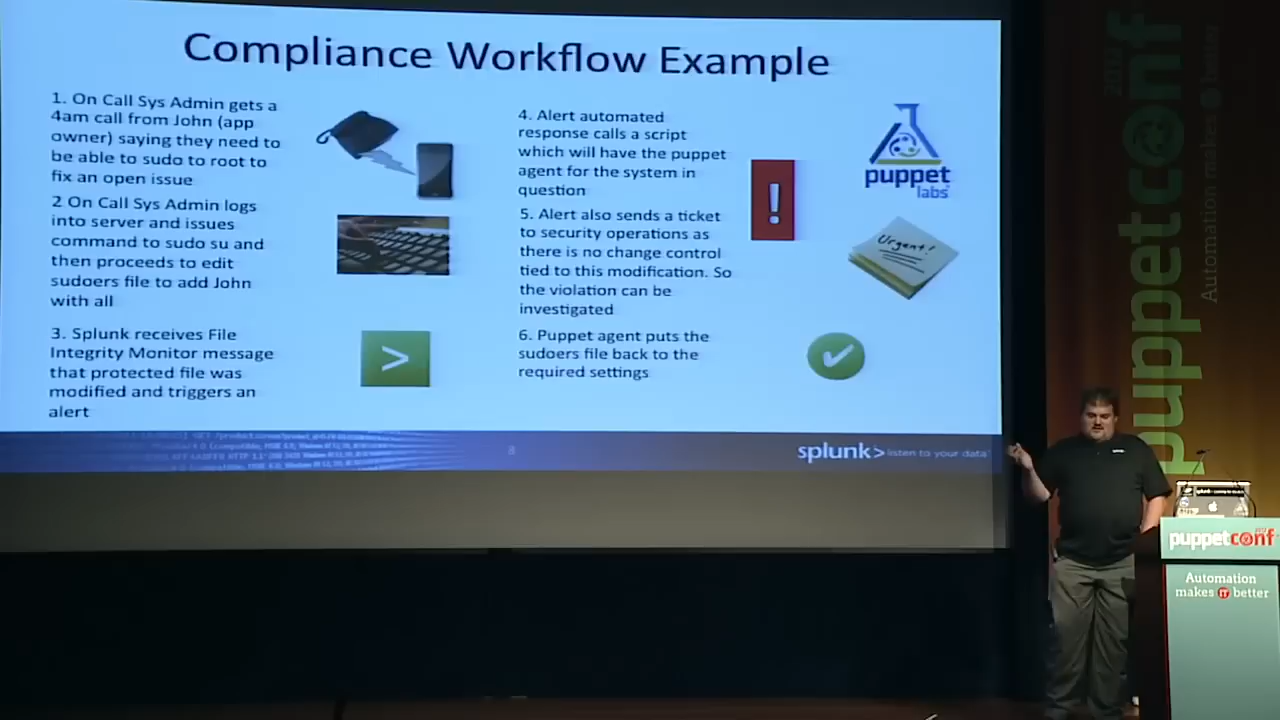 Compliance Workflow Example
1. On Call Sys Admin gets a
4am call from John (app
owner) saying they need to
be able to sudo to root to
fix an open issue
2 On Call Sys Admin logs
into server and issues
command to sudo su and
then proceeds to edit
sudoers file to add John
with all
3. Splunk receives File
Integrity Monitor message
that protected file was
modified and triggers an
alert
4. Alert automated
response calls a script
which will have the puppet
agent for the system in
question
5. Alert also sends a ticket
to security operations as
there is no change control
tied to this modification. So
the violation can be
investigated
6. Puppet agent puts the
sudoers file back to the
required settings
!
puppet
labs
Urgent!
>
8
splunk> listen to your data
puppetconf
2012
Automation makes IT better
puppetconf
Automation
makes IT better